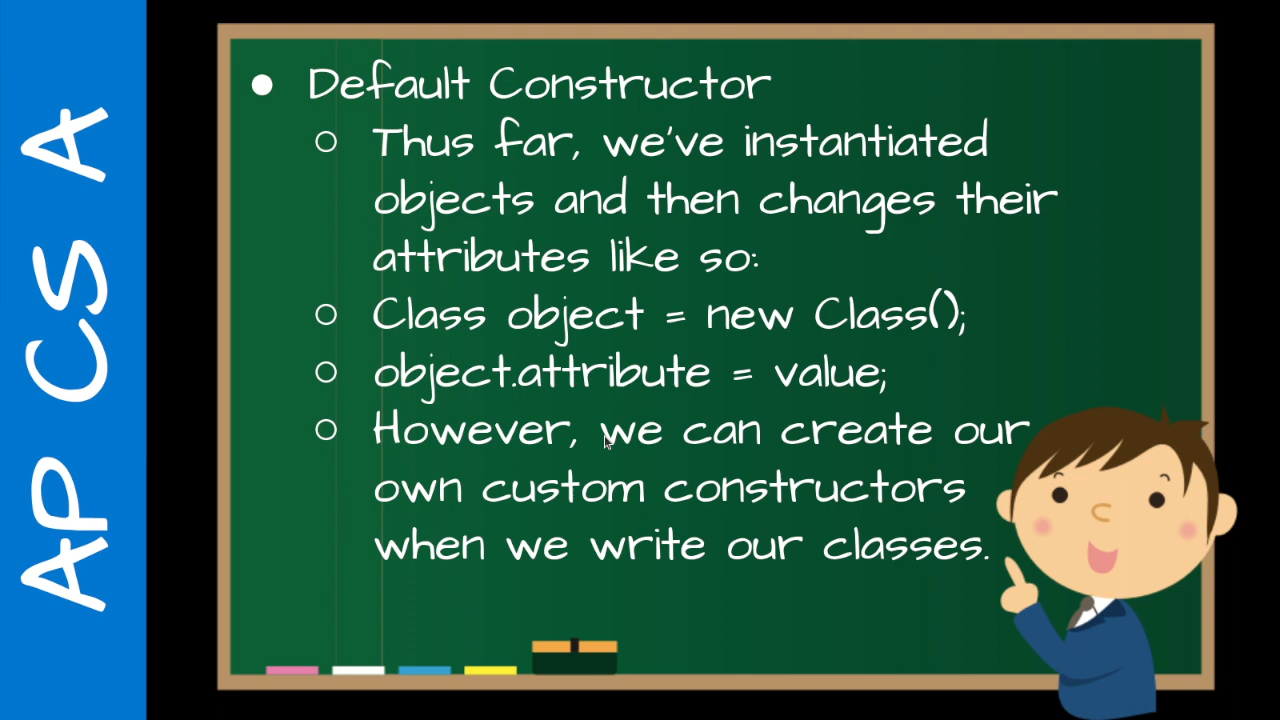 AP CS A
● Default Constructor
○ Thus far, we've instantiated
objects and then changes their
attributes like so:
○ Class object = new Class();
○ object.attribute = value;
○ However, we can create our
own custom constructors
when we write our classes.